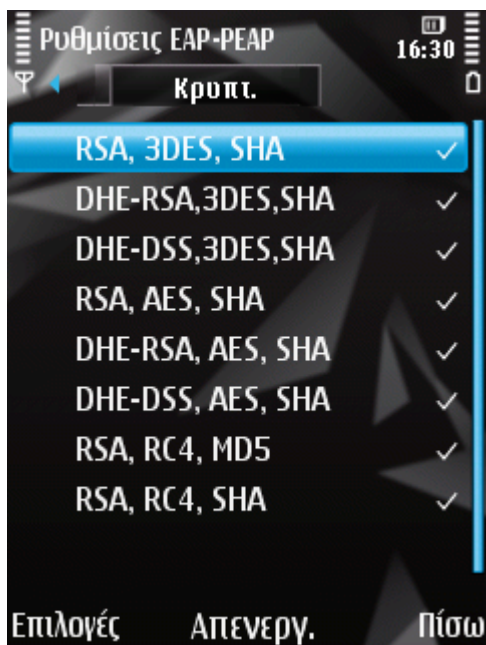 Ρυθμίσεις EAP-PEAP
16:30
Κρυπτ.
RSA, 3DES, SHA
DHE-RSA,3DES,SHA
DHE-DSS,3DES,SHA
RSA, AES, SHA
DHE-RSA, AES, SHA
DHE-DSS, AES, SHA
RSA, RC4, MD5
RSA, RC4, SHA
Επιλογές Απενεργ. Πίσω